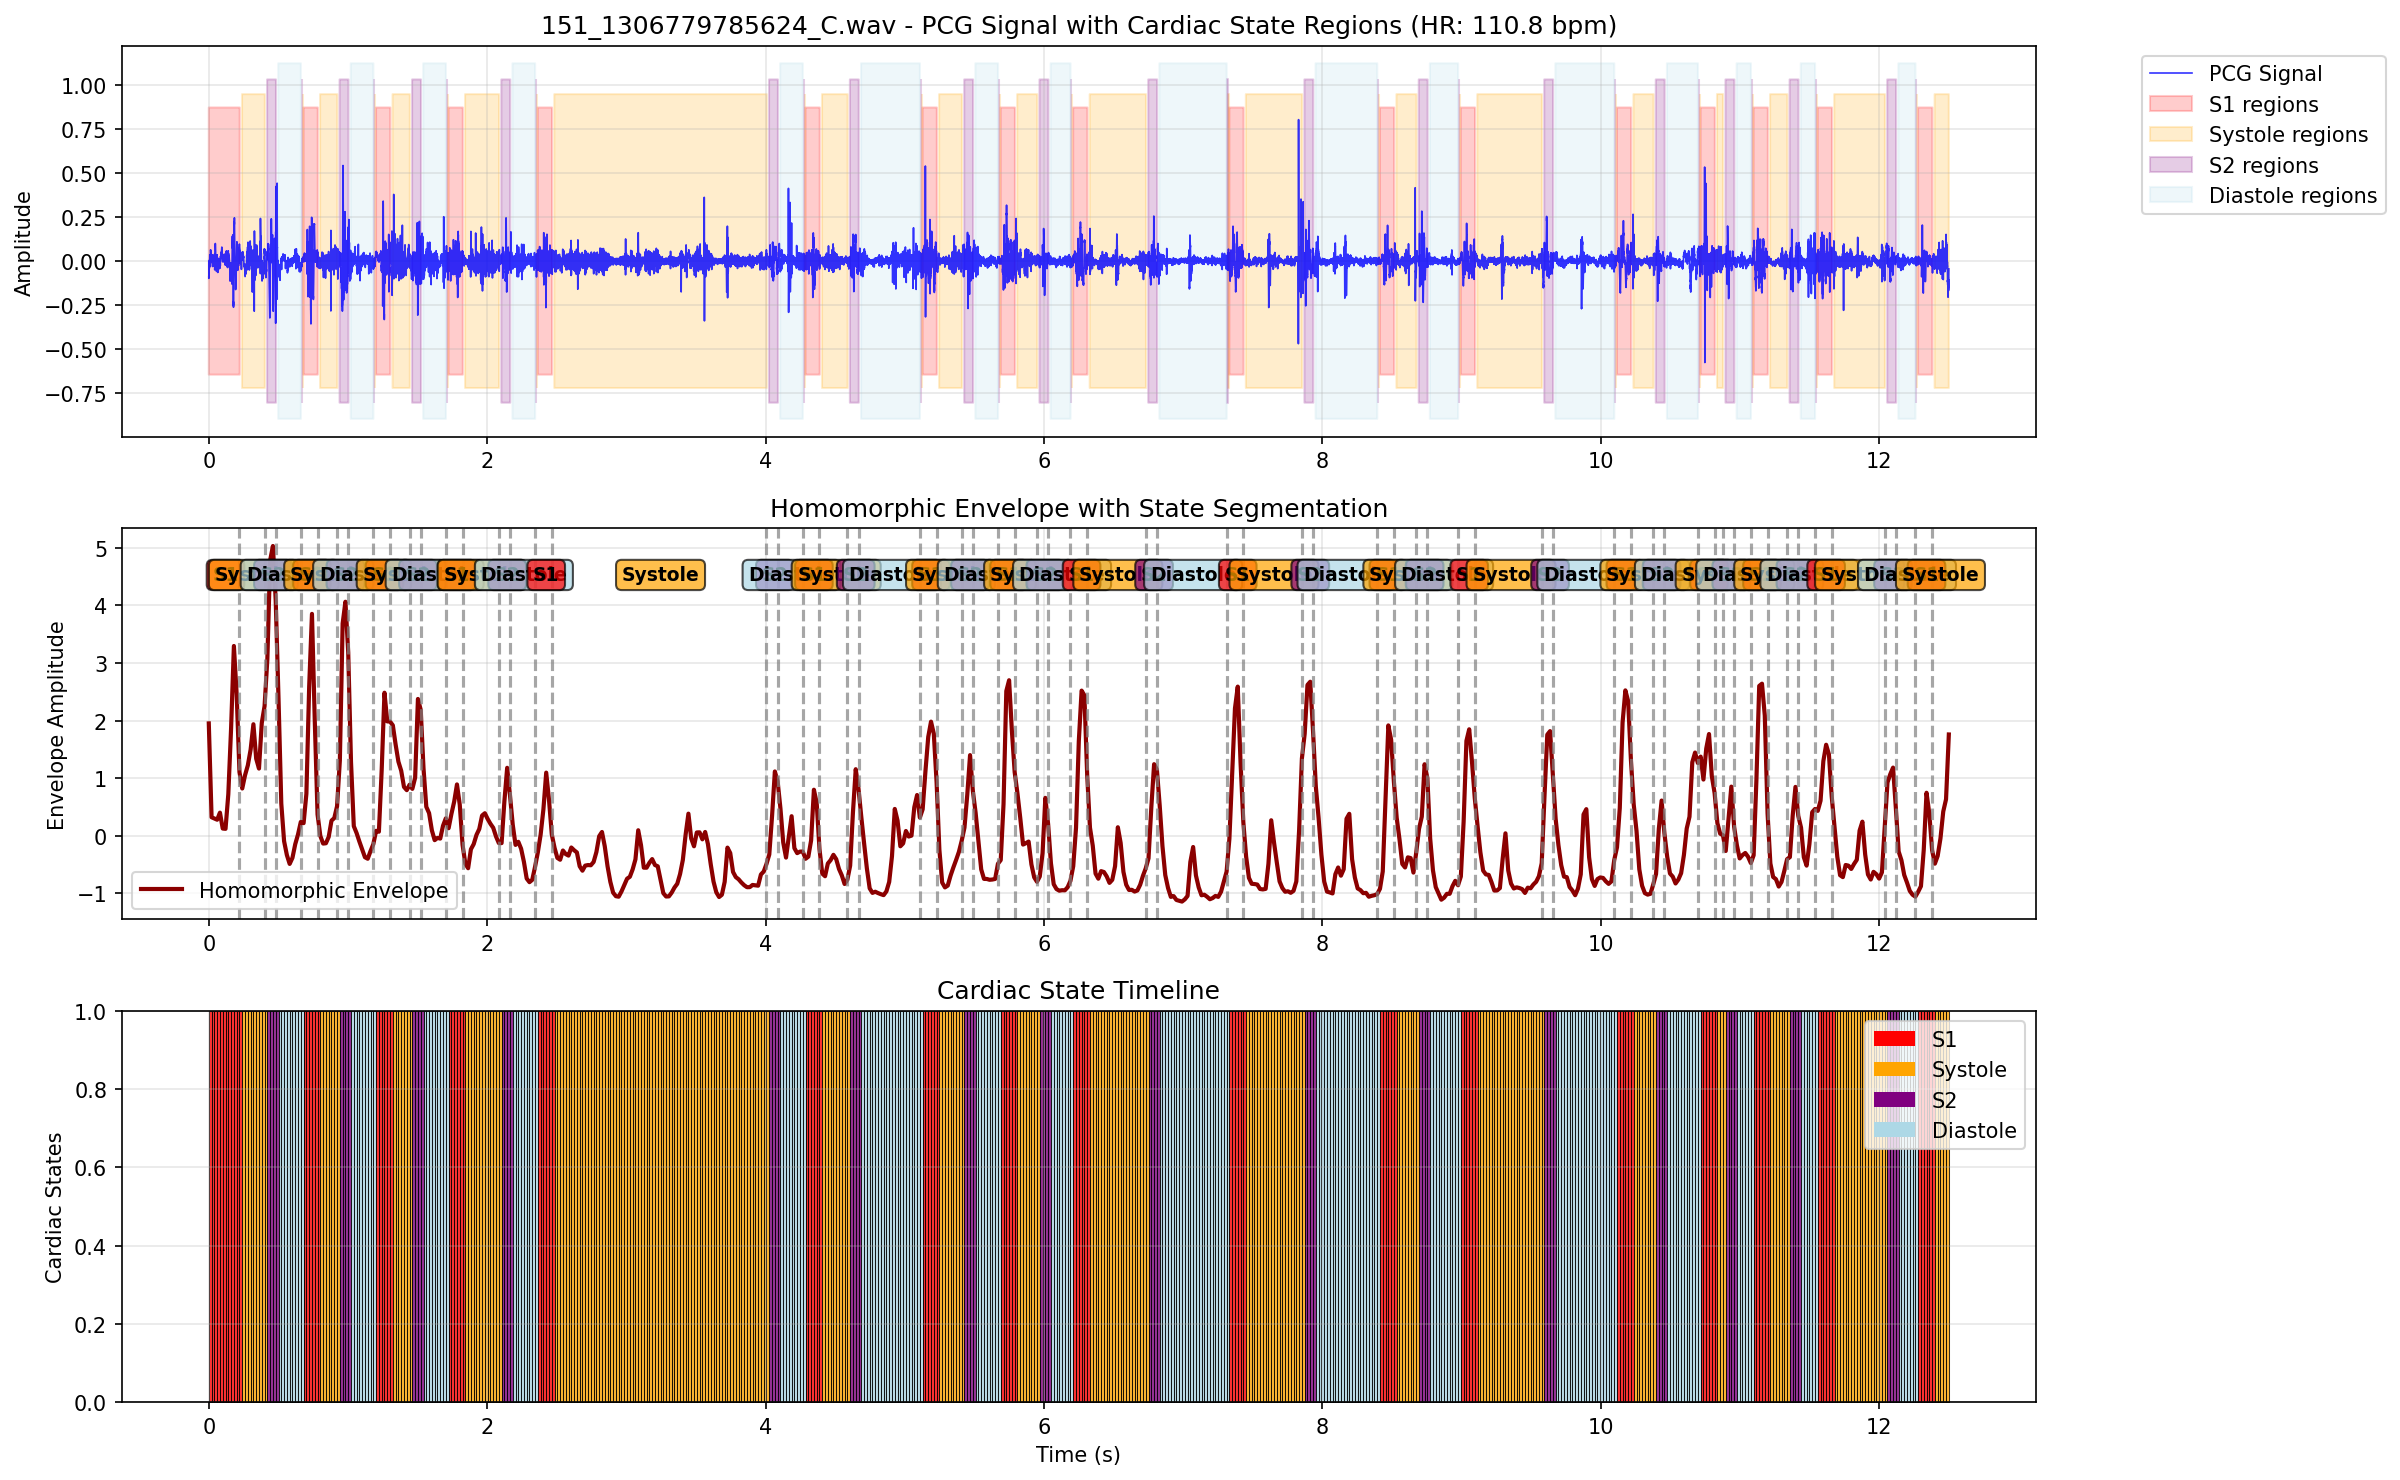 151_1306779785624_C.wav - PCG Signal with Cardiac State Regions (HR: 110.8 bpm)
Amplitude
1.00
0.75
0.50
0.25
0.00
−0.25
−0.50
−0.75
0 2 4 6 8 10 12
PCG Signal
S1 regions
Systole regions
S2 regions
Diastole regions
Homomorphic Envelope with State Segmentation
Envelope Amplitude
5
4
3
2
1
0
−1
Systole
Systole
Homomorphic Envelope
0 2 4 6 8 10 12
Cardiac State Timeline
Cardiac States
1.0
0.8
0.6
0.4
0.2
0.0
S1
Systole
S2
Diastole
0 2 4 6 8 10 12
Time (s)